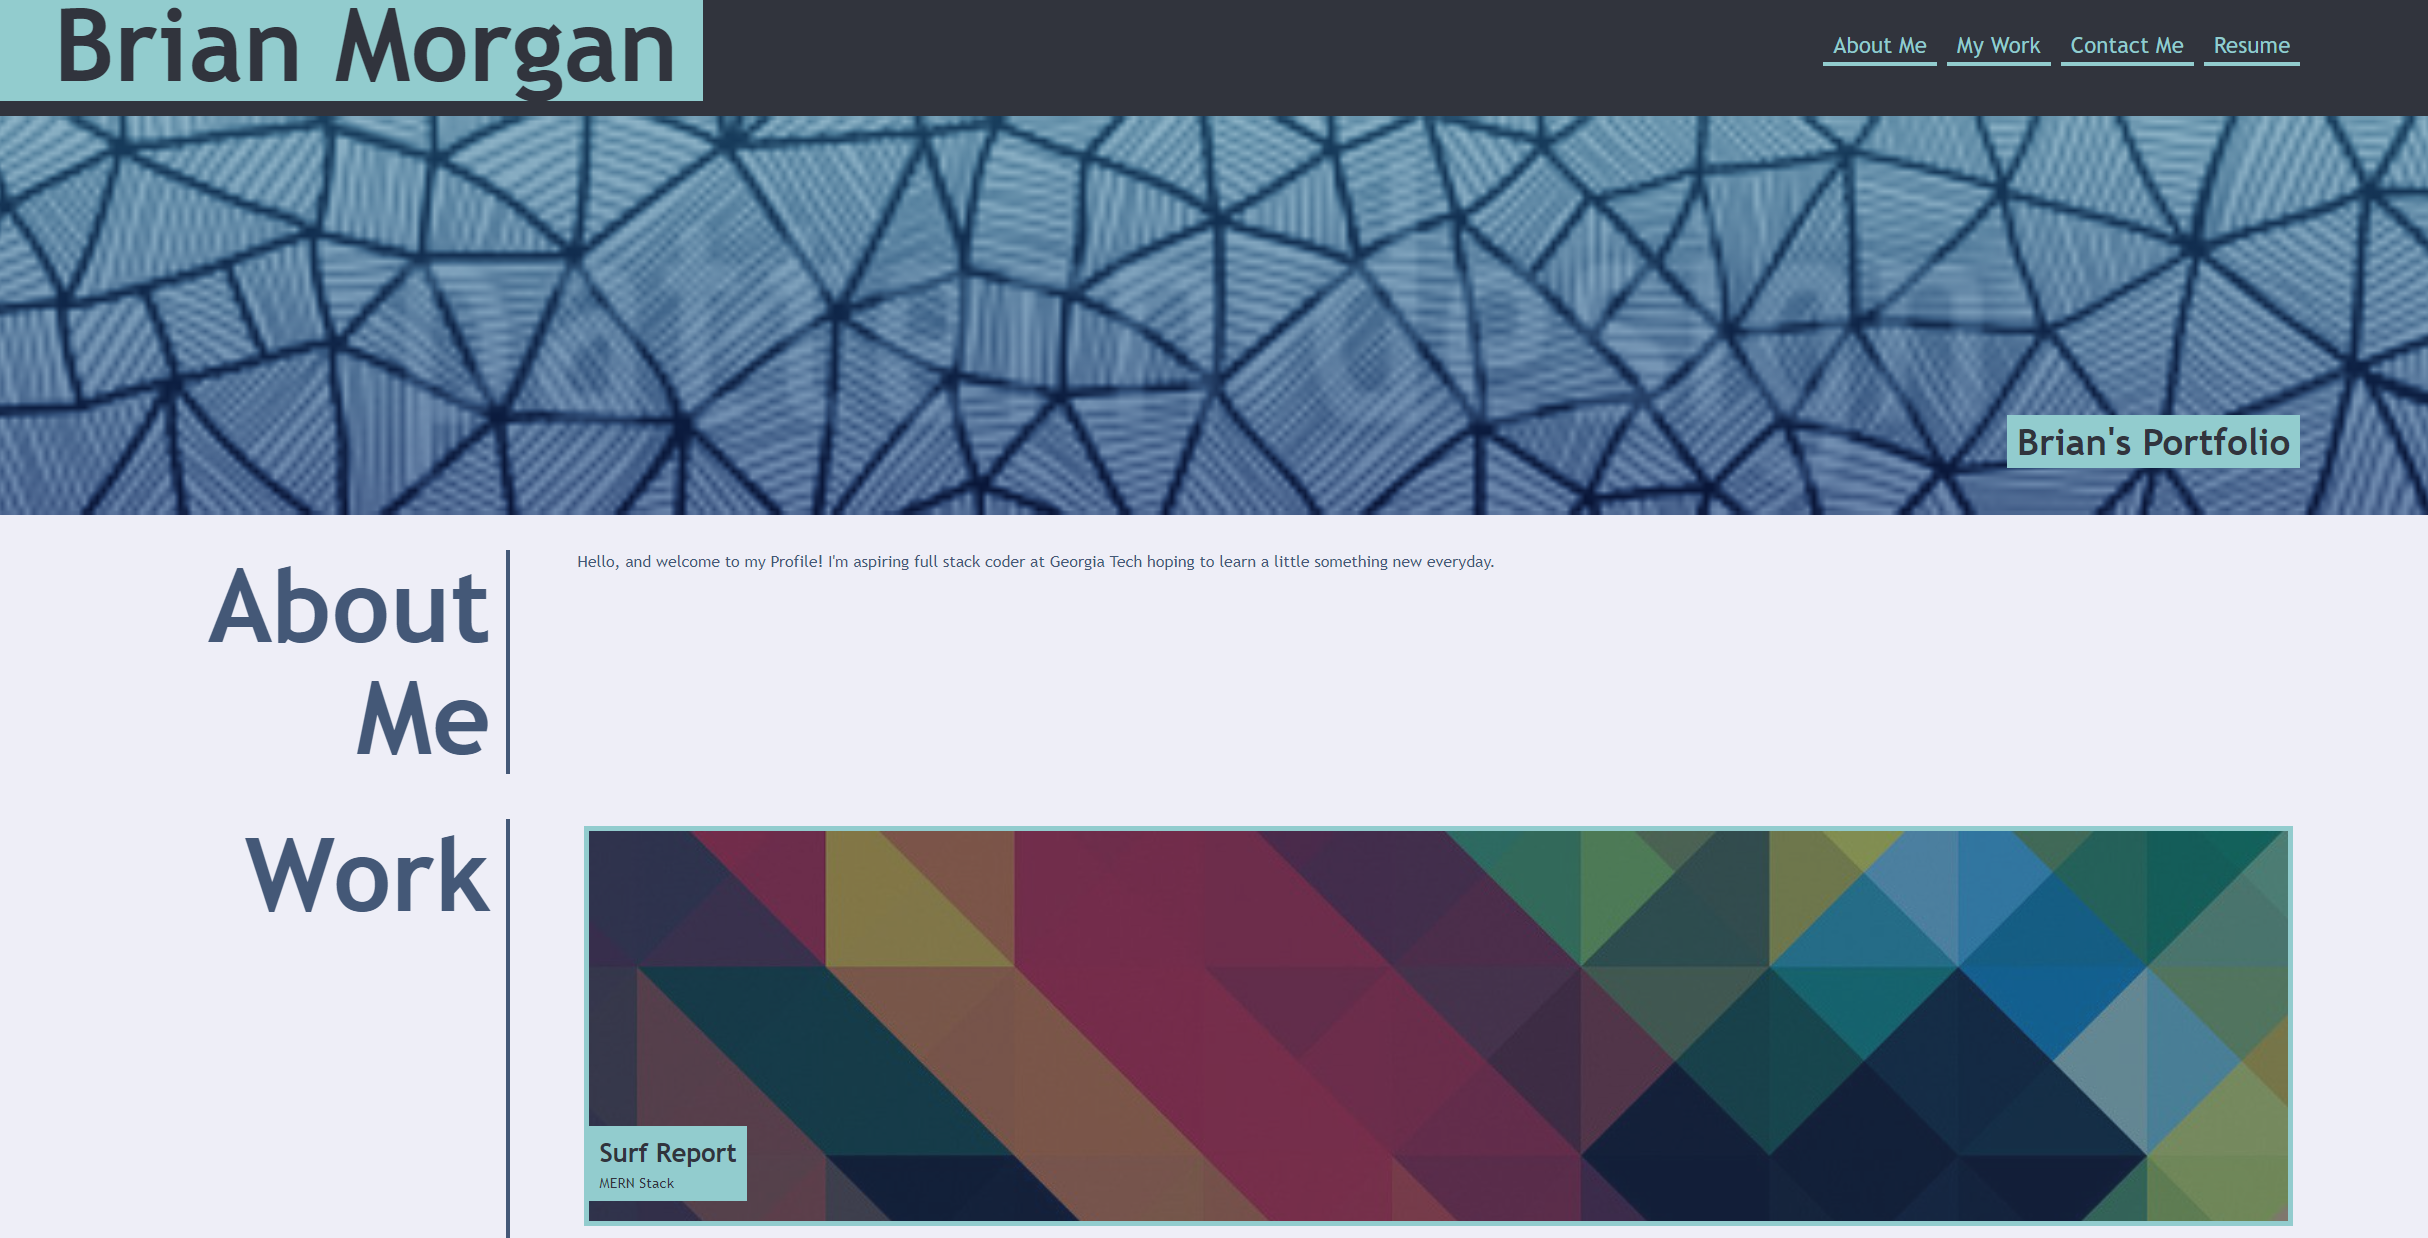 Brian Morgan
About Me
My Work
Contact Me
Resume
Brian's Portfolio
About
Me
Hello, and welcome to my Profile! I'm aspiring full stack coder at Georgia Tech hoping to learn a little something new everyday.
Work
Surf Report
MERN Stack